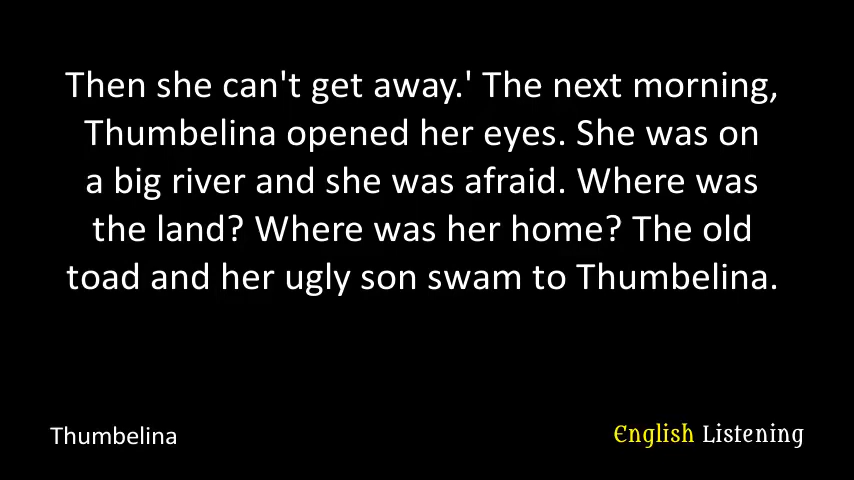 Then she can't get away.' The next morning,
Thumbelina opened her eyes. She was on
a big river and she was afraid. Where was
the land? Where was her home? The old
toad and her ugly son swam to Thumbelina.
Thumbelina
English Listening